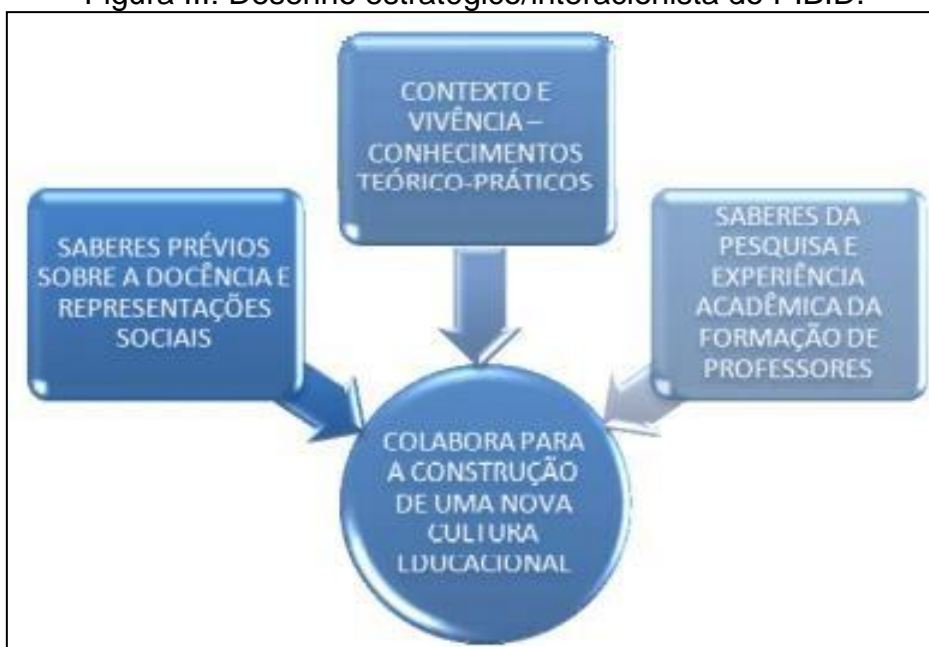 Figura III: Desenho estratégico/interacionista do PIBID.
CONTEXTO E
VIVÊNCIA –
CONHECIMENTOS
TEÓRICO-PRÁTICOS
SABERES PRÉVIOS
SOBRE A DOCÊNCIA E
REPRESENTAÇÕES
SOCIAIS
SABERES DA
PESQUISA E
EXPERIÊNCIA
ACADÊMICA DA
FORMAÇÃO DE
PROFESSORES
COLABORA PARA
A CONSTRUÇÃO
DE UMA NOVA
CULTURA
EDUCACIONAL